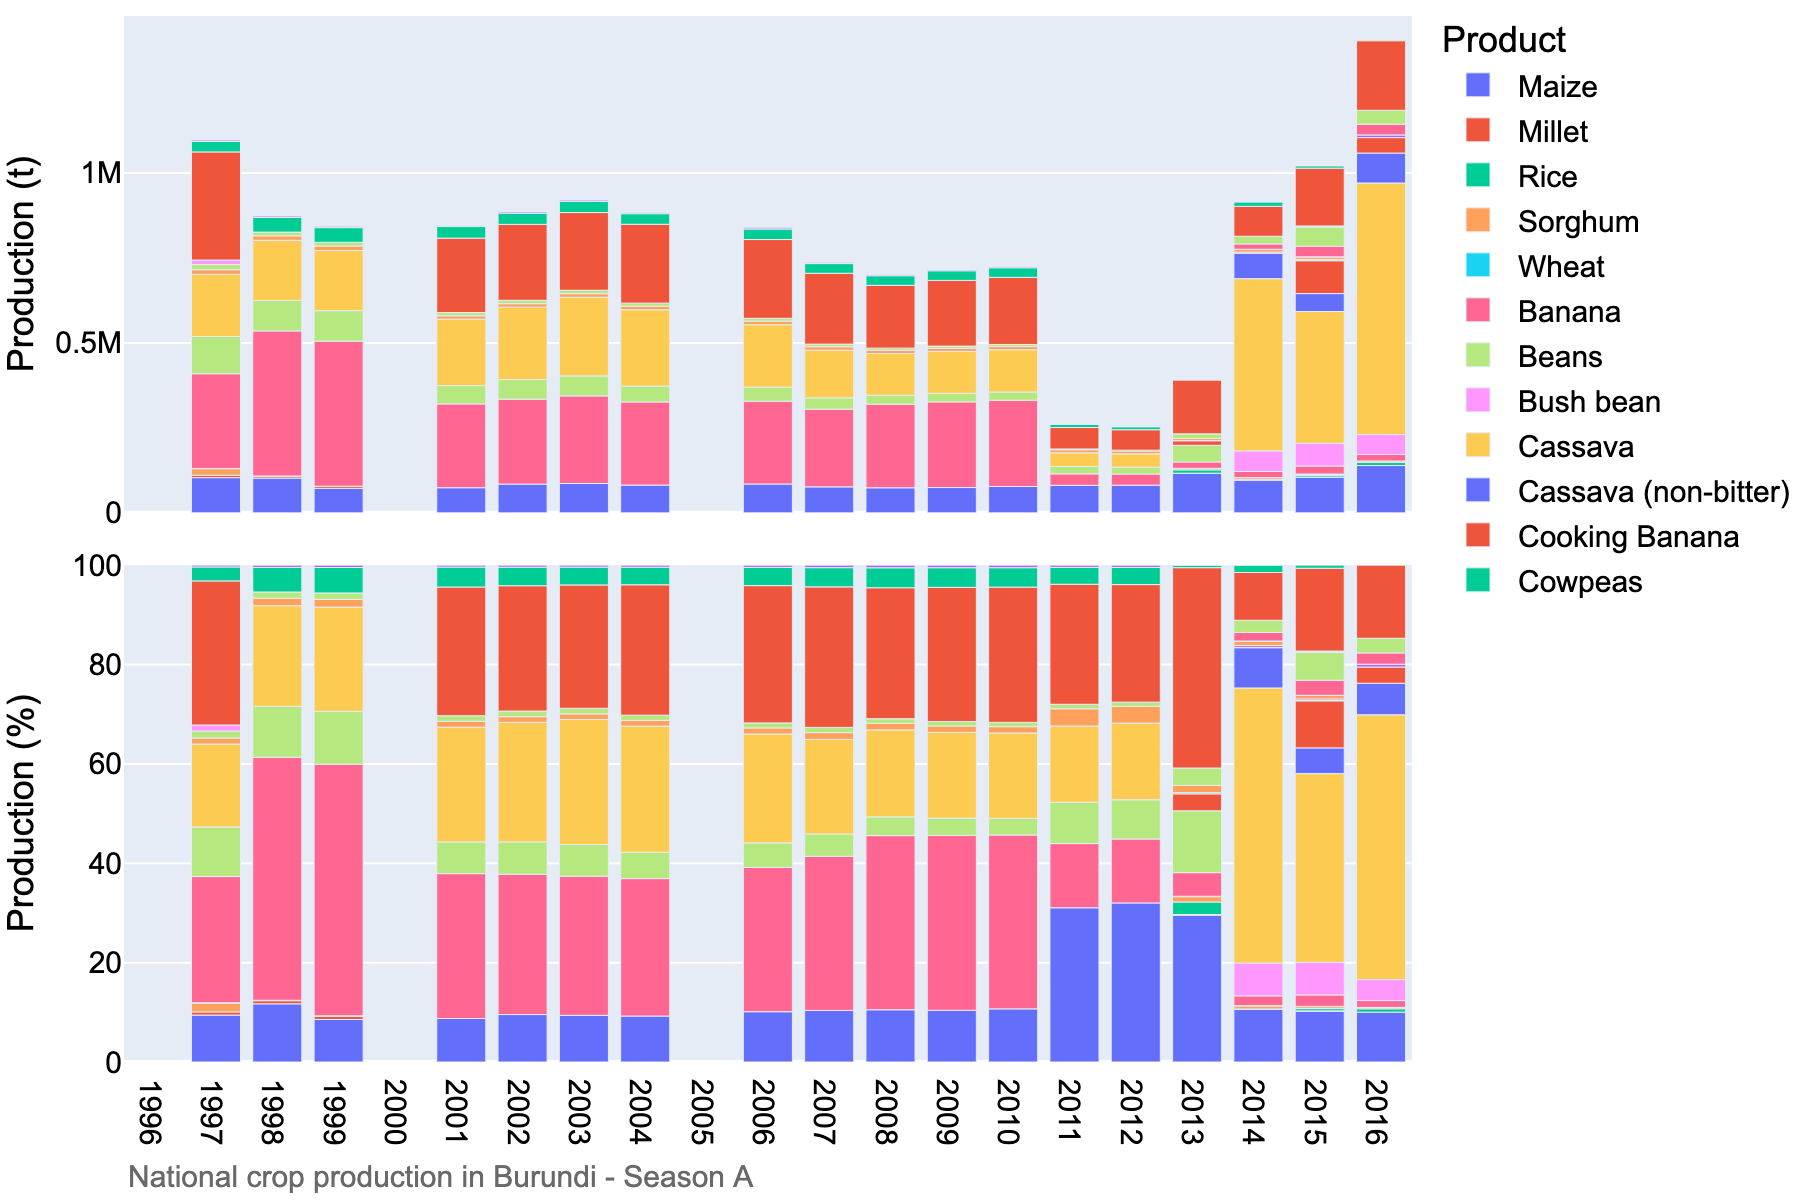 Production (t)
1M
0.5M
0
Product
Maize
Millet
Rice
Sorghum
Wheat
Banana
Beans
Bush bean
Cassava
Cassava (non-bitter)
Cooking Banana
Cowpeas
Production (%)
100
80
60
40
20
0
1996
1997
1998
1999
2000
2001
2002
2003
2004
2005
2006
2007
2008
2009
2010
2011
2012
2013
2014
2015
2016
National crop production in Burundi - Season A